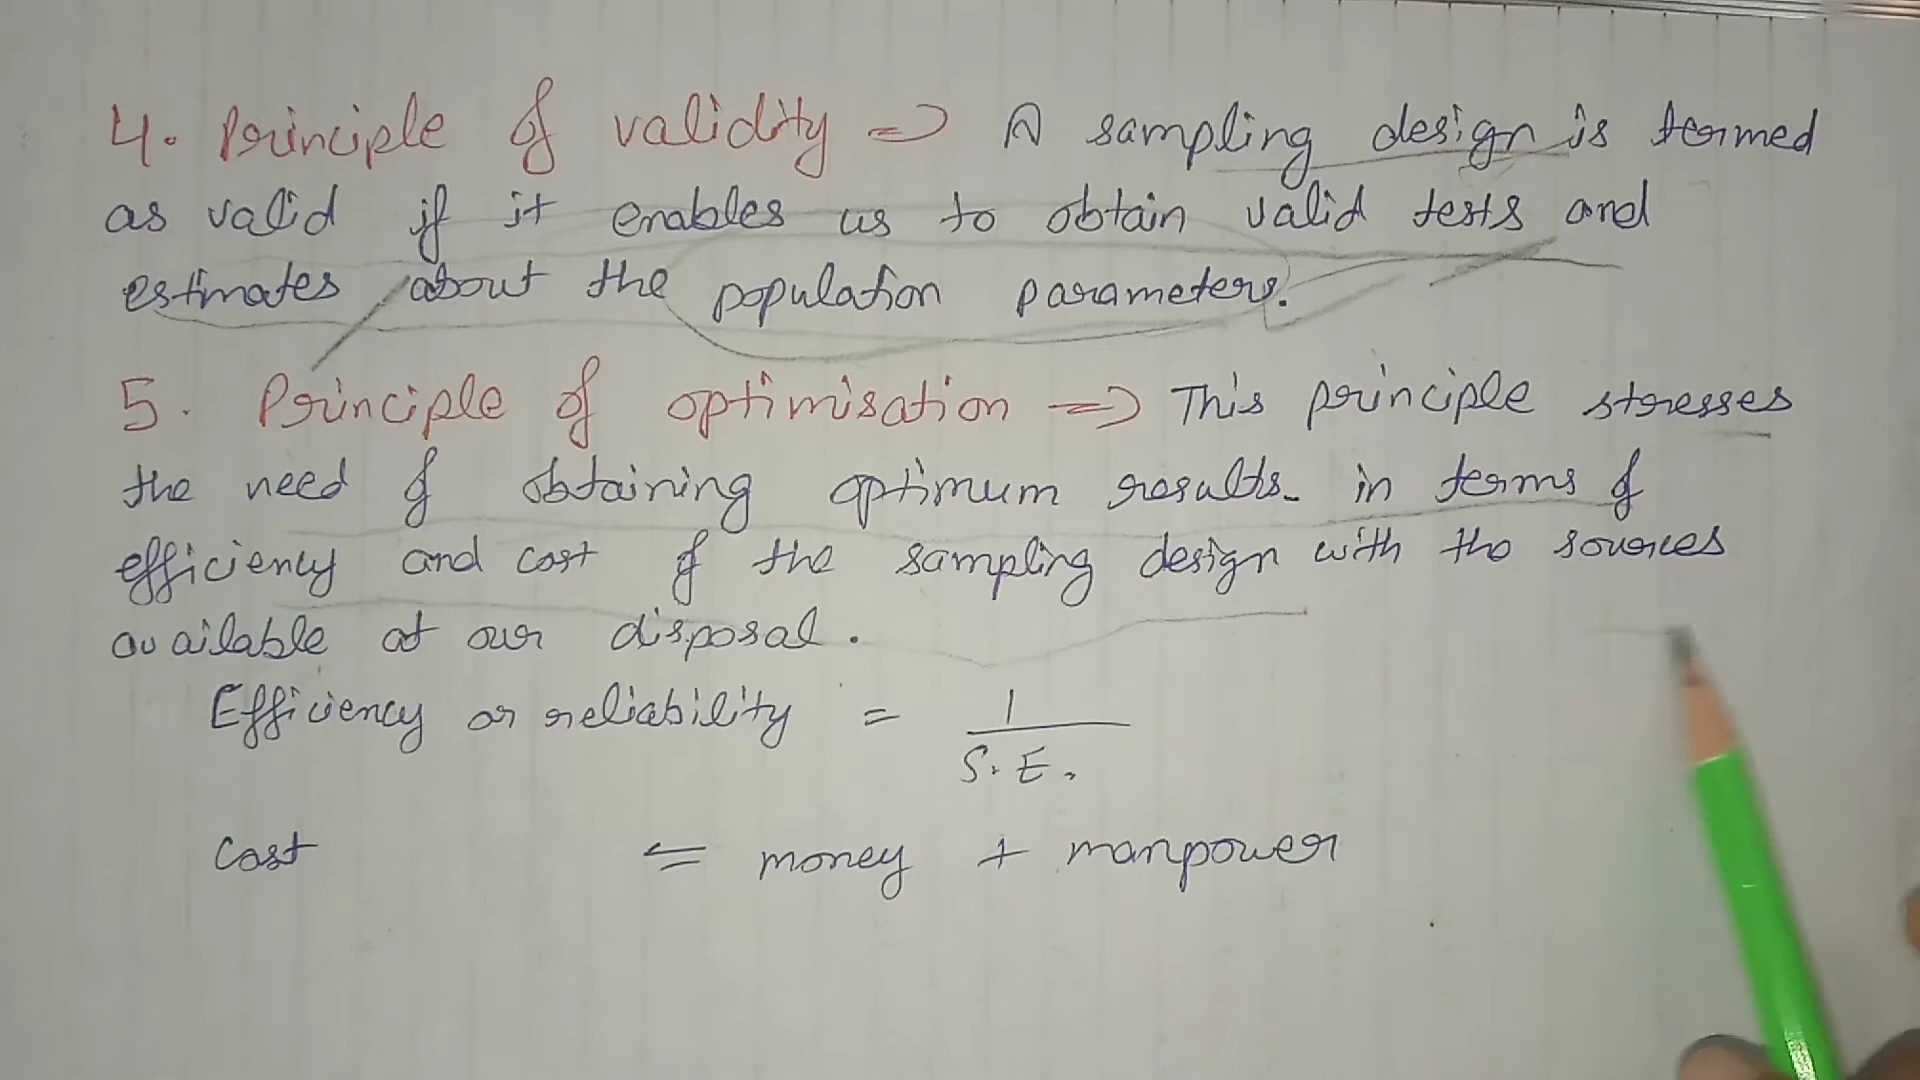 4. Principle of validity => A sampling design is termed
as valid if it enables us to obtain valid tests and
estimates about the population parameters.
5. Principle of optimisation => This principle stresses
the need of obtaining optimum results in terms of
efficiency and cost of the sampling design with the sources
available at our disposal.
Efficiency or reliability = 1
S.E.
cost = money + manpower